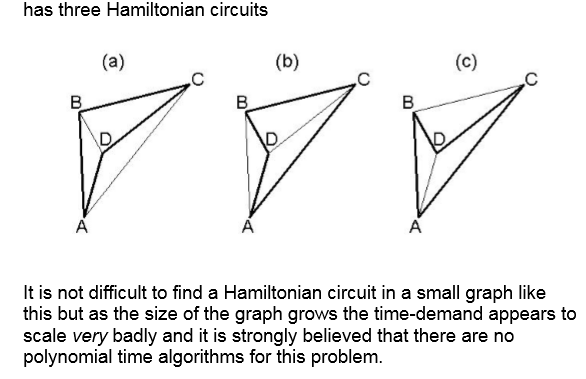 has three Hamiltonian circuits
(a) (b) (c)
C C C
B B B
D D D
A A A
It is not difficult to find a Hamiltonian circuit in a small graph like
this but as the size of the graph grows the time-demand appears to
scale very badly and it is strongly believed that there are no
polynomial time algorithms for this problem.